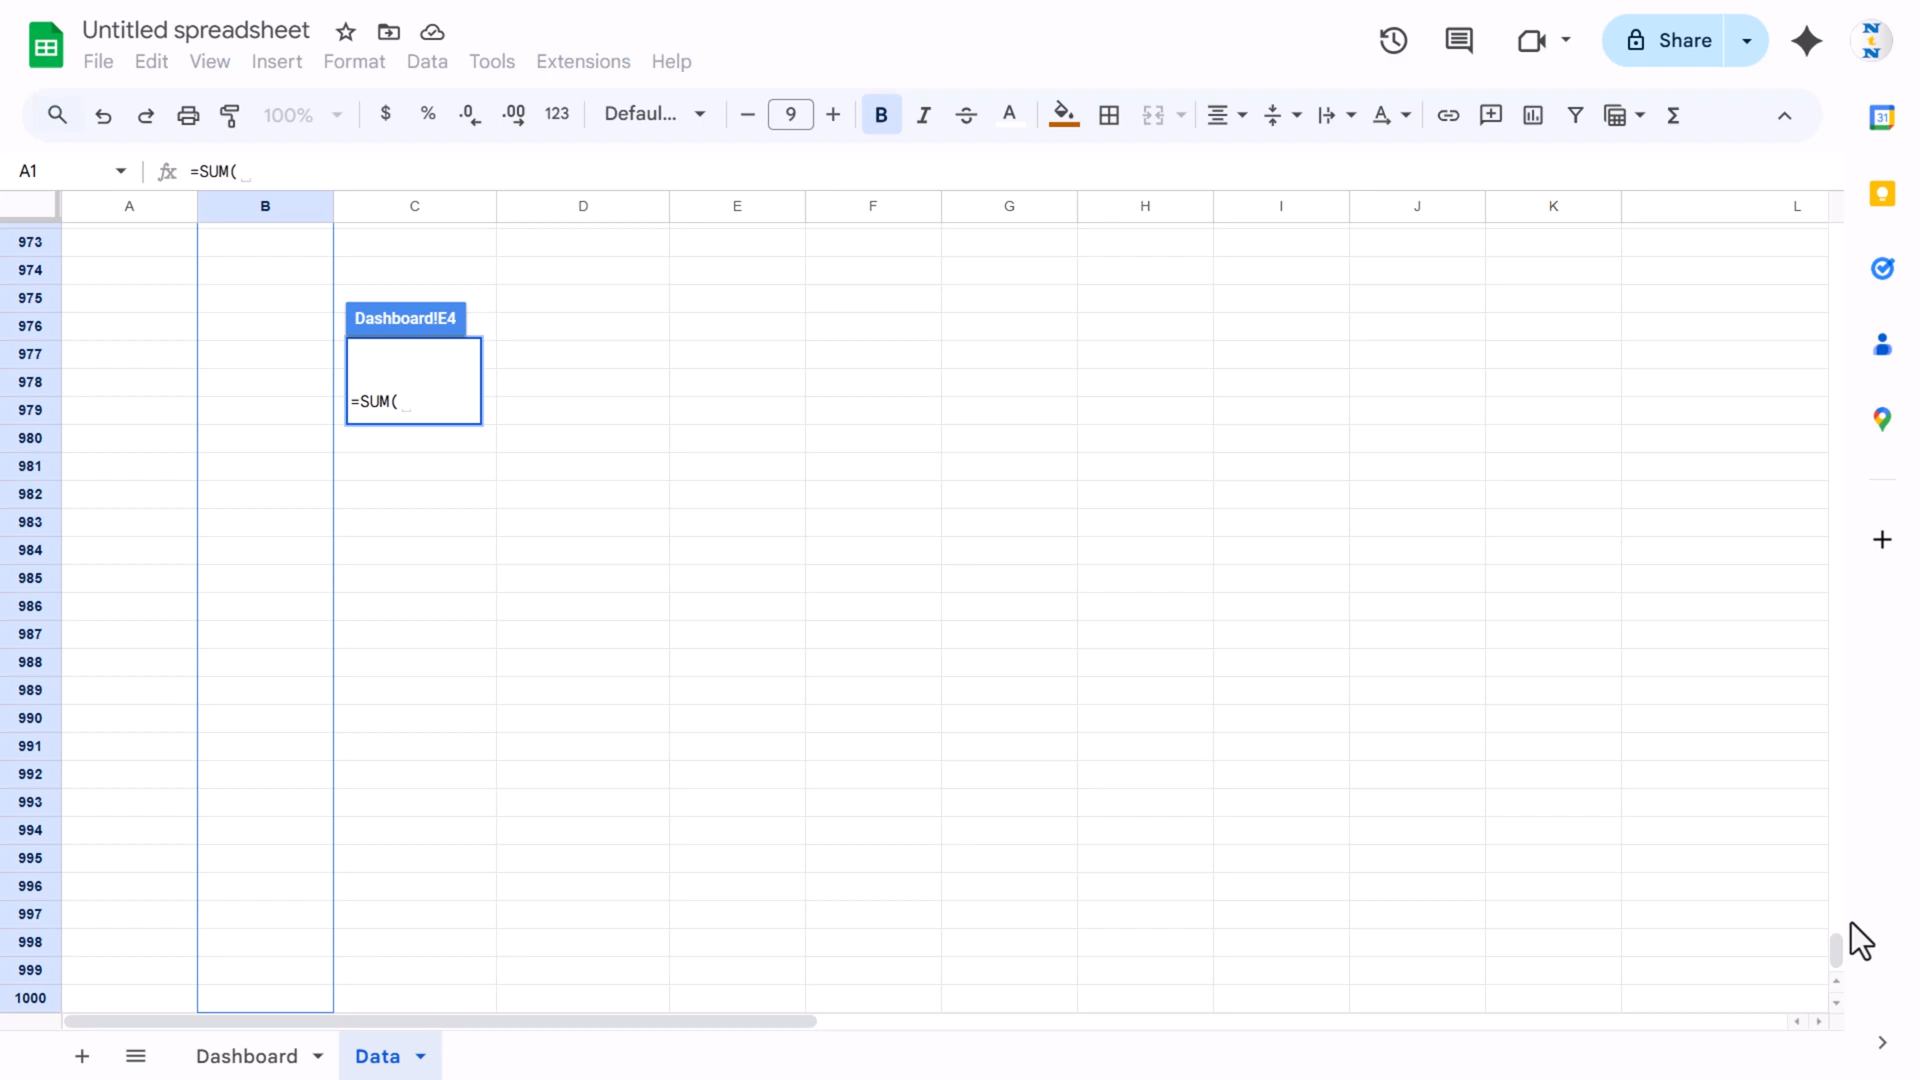 Untitled spreadsheet
File Edit View Insert Format Data Tools Extensions Help
Share
100% $ % .0 .00 123 Defaul... 9 B I A A Σ
A1 fx =SUM(
A B C D E F G H I J K L
973
974
975
976
977
978
979
980
981
982
983
984
985
986
987
988
989
990
991
992
993
994
995
996
997
998
999
1000
Dashboard!E4
=SUM(
Dashboard Data
31
N t N